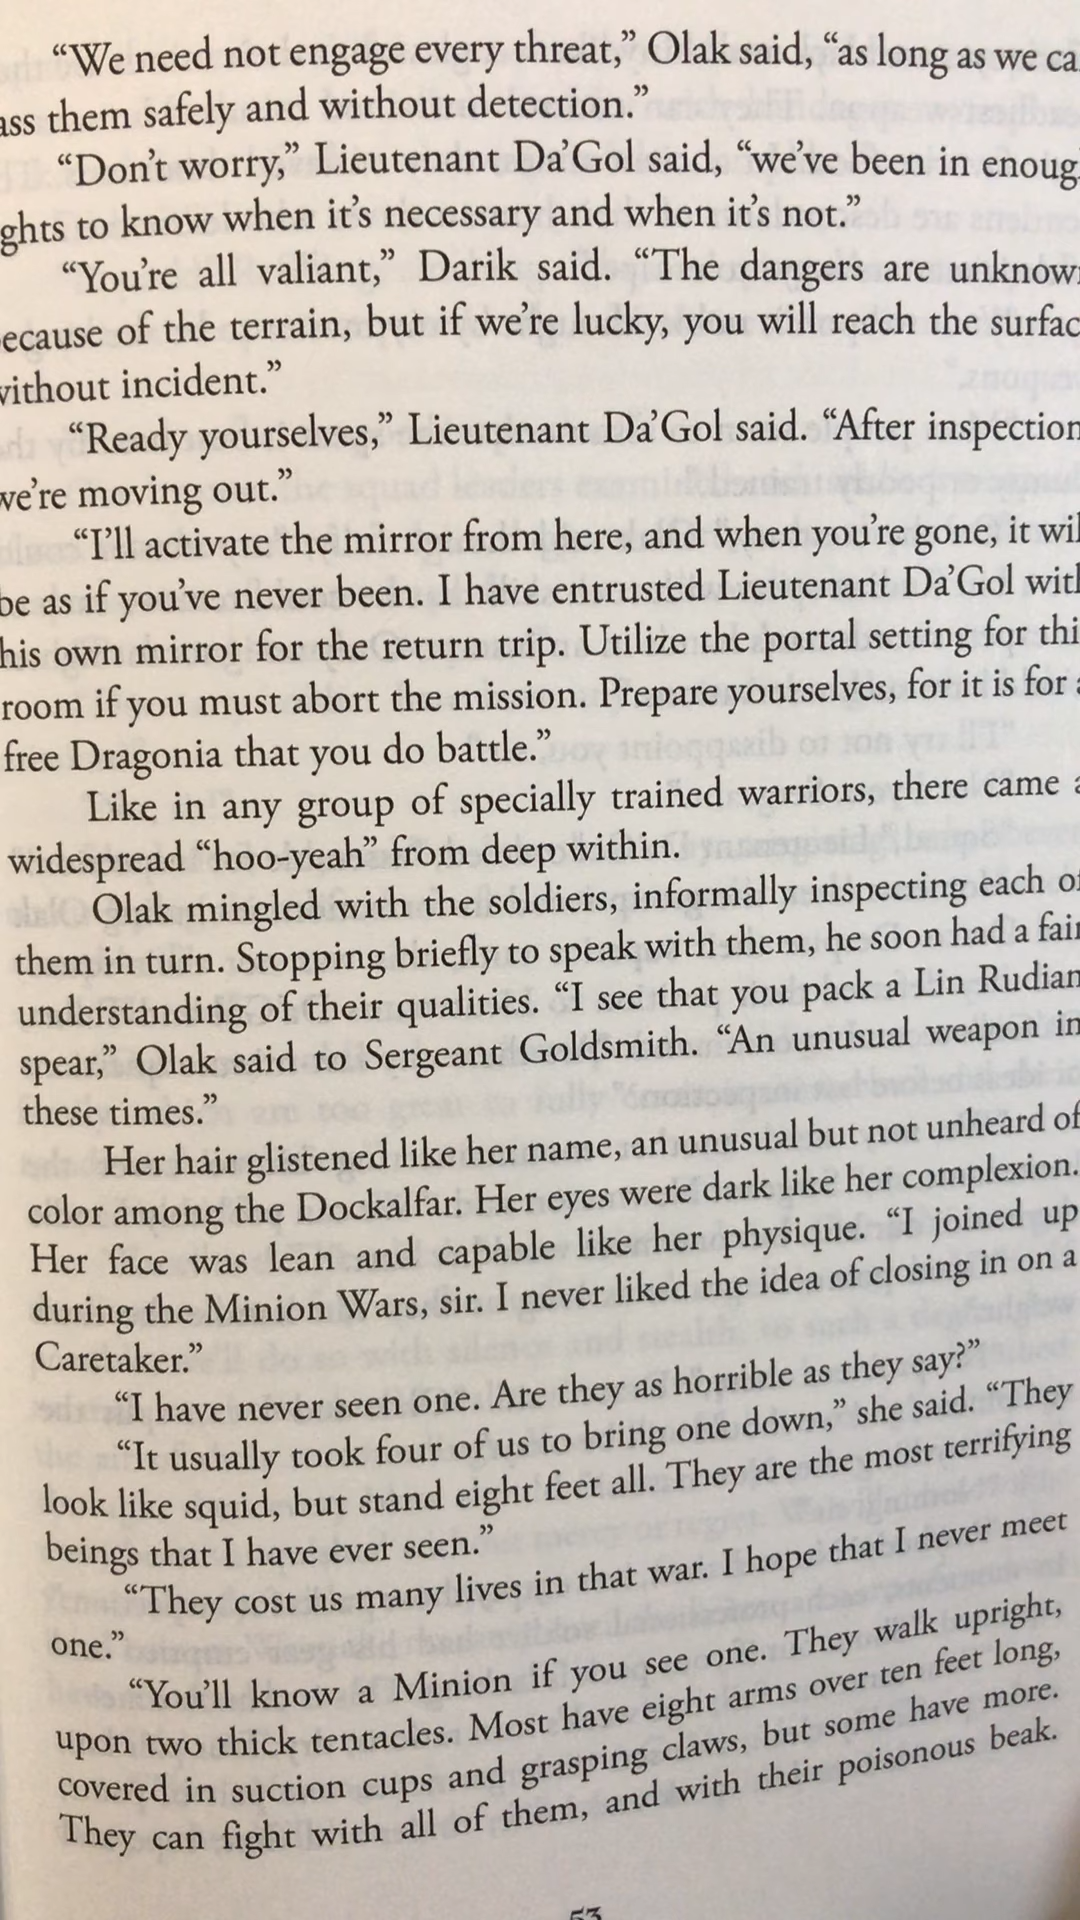 “We need not engage every threat,” Olak said, “as long as we ca
ass them safely and without detection.”
“Don’t worry,” Lieutenant Da’Gol said, “we’ve been in enoug
ghts to know when it’s necessary and when it’s not.”
“You’re all valiant,” Darik said. “The dangers are unknow
ecause of the terrain, but if we’re lucky, you will reach the surfac
without incident.”
“Ready yourselves,” Lieutenant Da’Gol said. “After inspection
we’re moving out.”
“I’ll activate the mirror from here, and when you’re gone, it wil
be as if you’ve never been. I have entrusted Lieutenant Da’Gol with
his own mirror for the return trip. Utilize the portal setting for thi
room if you must abort the mission. Prepare yourselves, for it is for a
free Dragonia that you do battle.”
Like in any group of specially trained warriors, there came a
widespread “hoo-yeah” from deep within.
Olak mingled with the soldiers, informally inspecting each of
them in turn. Stopping briefly to speak with them, he soon had a fair
understanding of their qualities. “I see that you pack a Lin Rudian
spear,” Olak said to Sergeant Goldsmith. “An unusual weapon in
these times.”
Her hair glistened like her name, an unusual but not unheard of
color among the Dockalfar. Her eyes were dark like her complexion.
Her face was lean and capable like her physique. “I joined up
during the Minion Wars, sir. I never liked the idea of closing in on a
Caretaker.”
“I have never seen one. Are they as horrible as they say?”
“It usually took four of us to bring one down,” she said. “They
look like squid, but stand eight feet all. They are the most terrifying
beings that I have ever seen.”
“They cost us many lives in that war. I hope that I never meet
one.”
“You’ll know a Minion if you see one. They walk upright,
upon two thick tentacles. Most have eight arms over ten feet long,
covered in suction cups and grasping claws, but some have more.
They can fight with all of them, and with their poisonous beak.
53